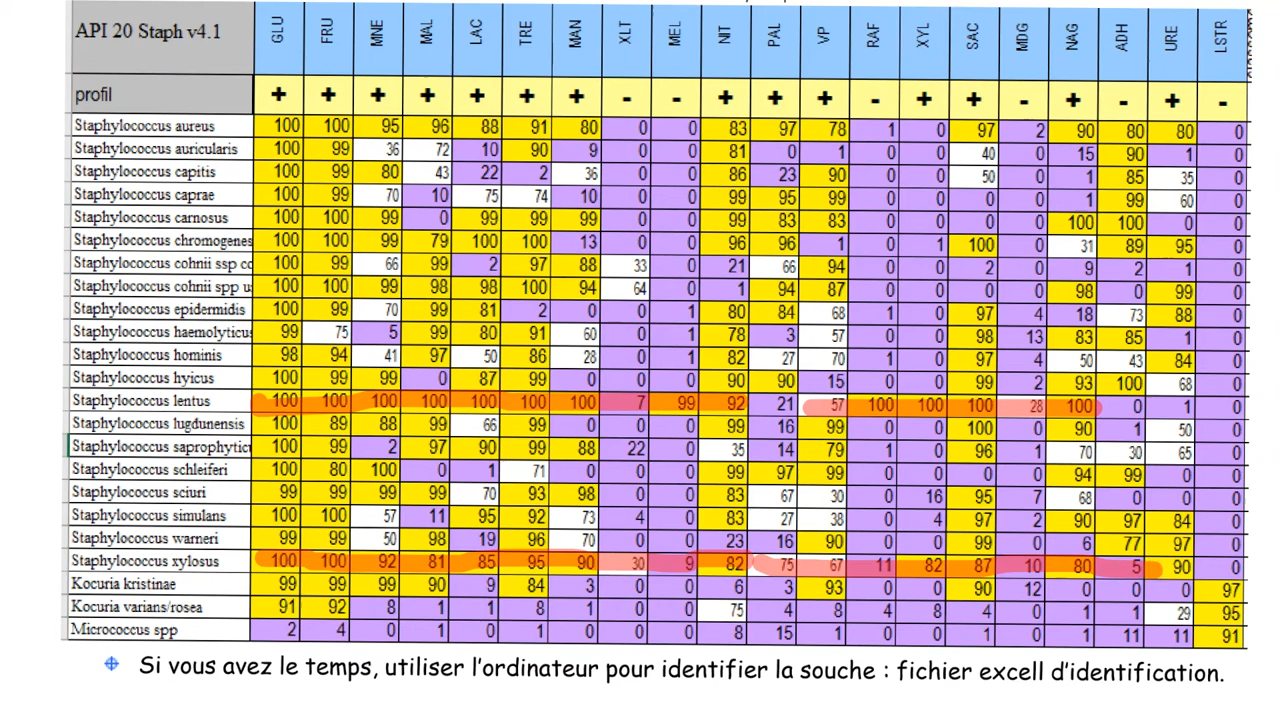 API 20 Staph v4.1 GLU FRU MNE MAL LAC TRE MAN XLT MEL NIT PAL VP RAF XYL SAC MDG NAG ADH URE LSTR
profil + + + + + + + - - + + + - + + - + - + -
Staphylococcus aureus 100 100 95 96 88 91 80 0 0 83 97 78 1 0 97 2 90 80 80 0
Staphylococcus auricularis 100 99 36 72 10 90 9 0 0 81 0 1 0 0 40 0 15 90 1 0
Staphylococcus capitis 100 99 80 43 22 2 36 0 0 86 23 90 0 0 50 0 1 85 35 0
Staphylococcus caprae 100 99 70 10 75 74 10 0 0 99 95 99 0 0 0 0 1 99 60 0
Staphylococcus carnosus 100 100 99 0 99 99 99 0 0 99 83 83 0 0 0 0 100 100 0 0
Staphylococcus chromogenes 100 100 99 79 100 100 13 0 0 96 96 1 0 1 100 0 31 89 95 0
Staphylococcus cohnii ssp co 100 99 66 99 2 97 88 33 0 21 66 94 0 0 2 0 9 2 1 0
Staphylococcus cohnii spp u 100 100 99 98 98 100 94 64 0 1 94 87 0 0 0 0 98 0 99 0
Staphylococcus epidermidis 100 99 70 99 81 2 0 0 1 80 84 68 1 0 97 4 18 73 88 0
Staphylococcus haemolyticus 99 75 5 99 80 91 60 0 1 78 3 57 0 0 98 13 83 85 1 0
Staphylococcus hominis 98 94 41 97 50 86 28 0 1 82 27 70 1 0 97 4 50 43 84 0
Staphylococcus hyicus 100 99 99 0 87 99 0 0 0 90 90 15 0 0 99 2 93 100 68 0
Staphylococcus lentus 100 100 100 100 100 100 100 7 99 92 21 57 100 100 100 28 100 0 1 0
Staphylococcus lugdunensis 100 89 88 99 66 99 0 0 0 99 16 99 0 0 100 0 90 1 50 0
Staphylococcus saprophytic 100 99 2 97 90 99 88 22 0 35 14 79 1 0 96 1 70 30 65 0
Staphylococcus schleiferi 100 80 100 0 1 71 0 0 0 99 97 99 0 0 0 0 94 99 0 0
Staphylococcus sciuri 99 99 99 99 70 93 98 0 0 83 67 30 0 16 95 7 68 0 0 0
Staphylococcus simulans 100 100 57 11 95 92 73 4 0 83 27 38 0 4 97 2 90 97 84 0
Staphylococcus warneri 99 99 50 98 19 96 70 0 0 23 16 90 0 0 99 0 6 77 97 0
Staphylococcus xylosus 100 100 92 81 85 95 90 30 9 82 75 67 11 82 87 10 80 5 90 0
Kocuria kristinae 99 99 99 90 9 84 3 0 0 6 3 93 0 0 90 12 0 0 0 97
Kocuria varians/rosea 91 92 8 1 1 8 1 0 0 75 4 8 4 8 4 0 1 1 29 95
Micrococcus spp 2 4 0 1 0 1 0 0 0 8 15 1 0 0 1 0 1 11 11 91
Si vous avez le temps, utiliser l'ordinateur pour identifier la souche : fichier excell d'identification.